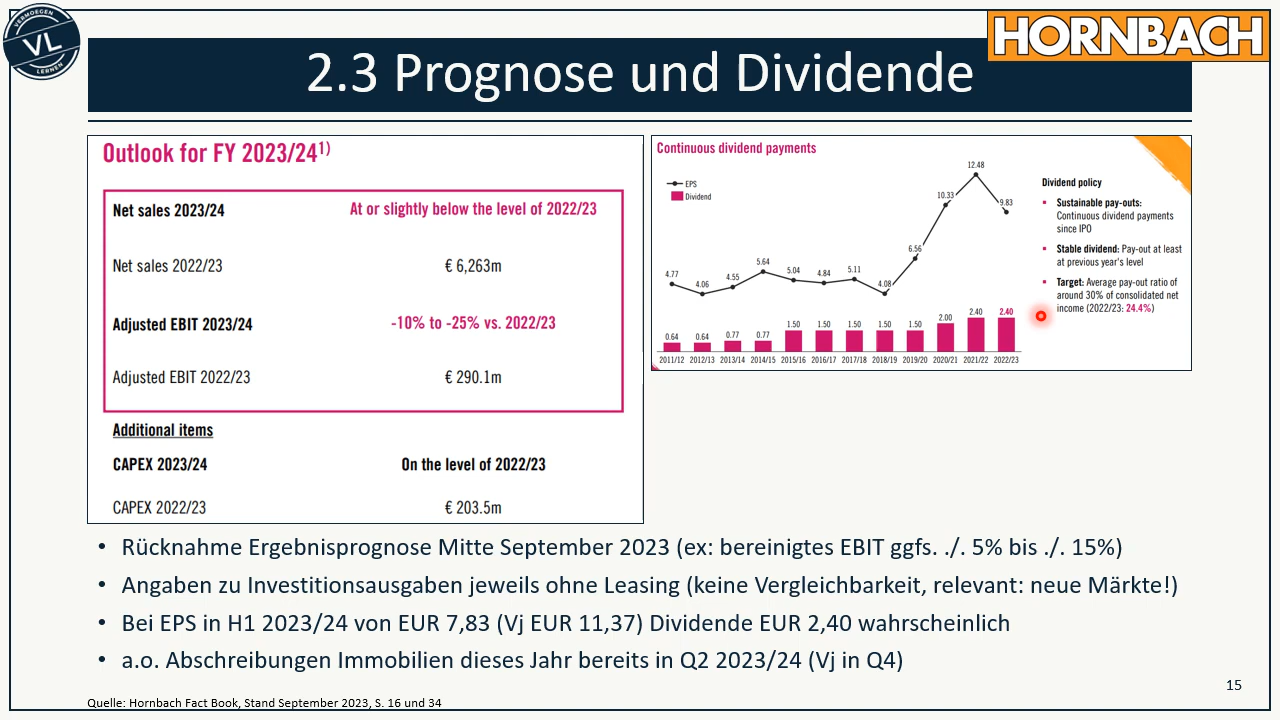 VERMOEGEN
VL
LERNEN
HORNBACH
2.3 Prognose und Dividende
Outlook for FY 2023/24¹⁾
Net sales 2023/24 At or slightly below the level of 2022/23
Net sales 2022/23 € 6,263m
Adjusted EBIT 2023/24 -10% to -25% vs. 2022/23
Adjusted EBIT 2022/23 € 290.1m
Additional items
CAPEX 2023/24 On the level of 2022/23
CAPEX 2022/23 € 203.5m
Continuous dividend payments
EPS
Dividend
4.77 4.06 4.55 5.64 5.04 4.84 5.11 4.08 6.56 10.33 12.48 9.83
0.64 0.64 0.77 0.77 1.50 1.50 1.50 1.50 1.50 2.00 2.40 2.40
2011/12 2012/13 2013/14 2014/15 2015/16 2016/17 2017/18 2018/19 2019/20 2020/21 2021/22 2022/23
Dividend policy
▪ Sustainable pay-outs:
Continuous dividend payments
since IPO
▪ Stable dividend: Pay-out at least
at previous year's level
▪ Target: Average pay-out ratio of
around 30% of consolidated net
income (2022/23: 24.4%)
• Rücknahme Ergebnisprognose Mitte September 2023 (ex: bereinigtes EBIT ggfs. ./. 5% bis ./. 15%)
• Angaben zu Investitionsausgaben jeweils ohne Leasing (keine Vergleichbarkeit, relevant: neue Märkte!)
• Bei EPS in H1 2023/24 von EUR 7,83 (Vj EUR 11,37) Dividende EUR 2,40 wahrscheinlich
• a.o. Abschreibungen Immobilien dieses Jahr bereits in Q2 2023/24 (Vj in Q4)
15
Quelle: Hornbach Fact Book, Stand September 2023, S. 16 und 34